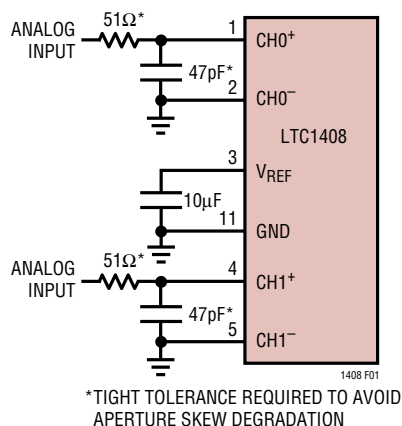 ANALOG
INPUT
51Ω*
1
CH0+
47pF*
2
CH0–
LTC1408
3
VREF
10µF
11
GND
ANALOG
INPUT
51Ω*
4
CH1+
47pF*
5
CH1–
1408 F01
*TIGHT TOLERANCE REQUIRED TO AVOID
APERTURE SKEW DEGRADATION